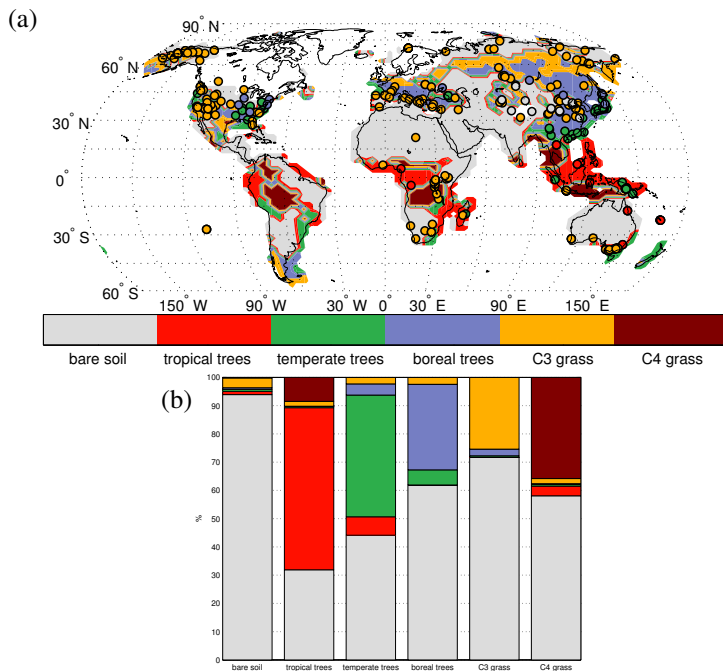 (a)
90° N
60° N
30° N
0°
30° S
60° S
150° W 90° W 30° W 0° 30° E 90° E 150° E
bare soil tropical trees temperate trees boreal trees C3 grass C4 grass
(b)
100
90
80
70
60
50
%
40
30
20
10
0
bare soil tropical trees temperate trees boreal trees C3 grass C4 grass